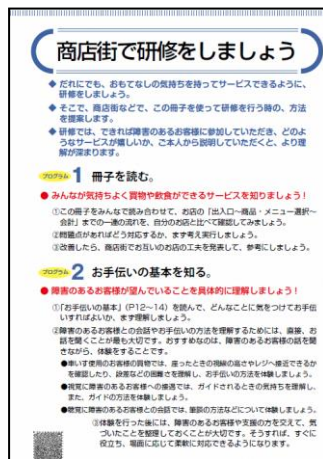 商店街で研修をしましょう
◆ だれにでも、おもてなしの気持ちを持ってサービスできるように、
研修をしましょう。
◆ そこで、商店街などで、この冊子を使って研修を行う時の、方法
を提案します。
◆ 研修では、できれば障害のあるお客様に参加していただき、どのよ
うなサービスが嬉しいか、ご本人から説明していただくと、より理
解が深まります。
プログラム 1 冊子を読む。
● みんなが気持ちよく買物や飲食ができるサービスを知りましょう!
①この冊子をみんなで読み合わせて、お店の「出入口~商品・メニュー選択~
会計」までの一連の流れを、自分のお店と比べて確認してみましょう。
②問題点があればどう対応するか、まず考え実行しましょう。
③改善したら、商店街でお互いのお店の工夫を発表して、参考にしましょう。
プログラム 2 お手伝いの基本を知る。
● 障害のあるお客様が望んでいることを具体的に理解しましょう!
①「お手伝いの基本」(P12~14)を読んで、どんなことに気をつけてお手伝
いすればよいか、まず理解しましょう。
②障害のあるお客様との会話やお手伝いの方法を理解するためには、直接、お
話を聞くことが最も大切です。おすすめなのは、障害のあるお客様の話を聞
きながら、体験をすることです。
●車いす使用のお客様の買物では、座ったときの視線の高さやレジへ接近できるか
を確認したり、段差などの困難さを理解し、お手伝いの方法を体験しましょう。
●視覚に障害のあるお客様への接遇では、ガイドされるときの気持ちを理解し、
また、ガイドの方法を体験しましょう。
●聴覚に障害のあるお客様との会話では、筆談の方法などについて体験しましょう。
③体験を行った後には、障害のあるお客様や支援の方を交えて、気
づいたことを整理しておくことが大切です。そうすれば、すぐに
役立ち、場面に応じて柔軟に対応できるようになります。